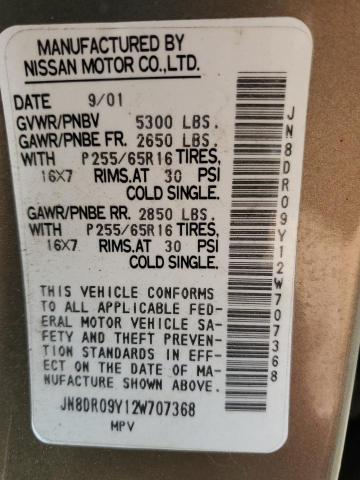 MANUFACTURED BY
NISSAN MOTOR CO.,LTD.
DATE 9/01
GVWR/PNBV 5300 LBS.
GAWR/PNBE FR. 2650 LBS.
WITH P255/65R16 TIRES,
16X7 RIMS.AT 30 PSI
COLD SINGLE.
GAWR/PNBE RR. 2850 LBS.
WITH P255/65R16 TIRES,
16X7 RIMS.AT 30 PSI
COLD SINGLE.
THIS VEHICLE CONFORMS
TO ALL APPLICABLE FED-
ERAL MOTOR VEHICLE SA-
FETY AND THEFT PREVEN-
TION STANDARDS IN EFF-
ECT ON THE DATE OF MA-
NUFACTURE SHOWN ABOVE.
JN8DR09Y12W707368
MPV
JN8DR09Y12W707368